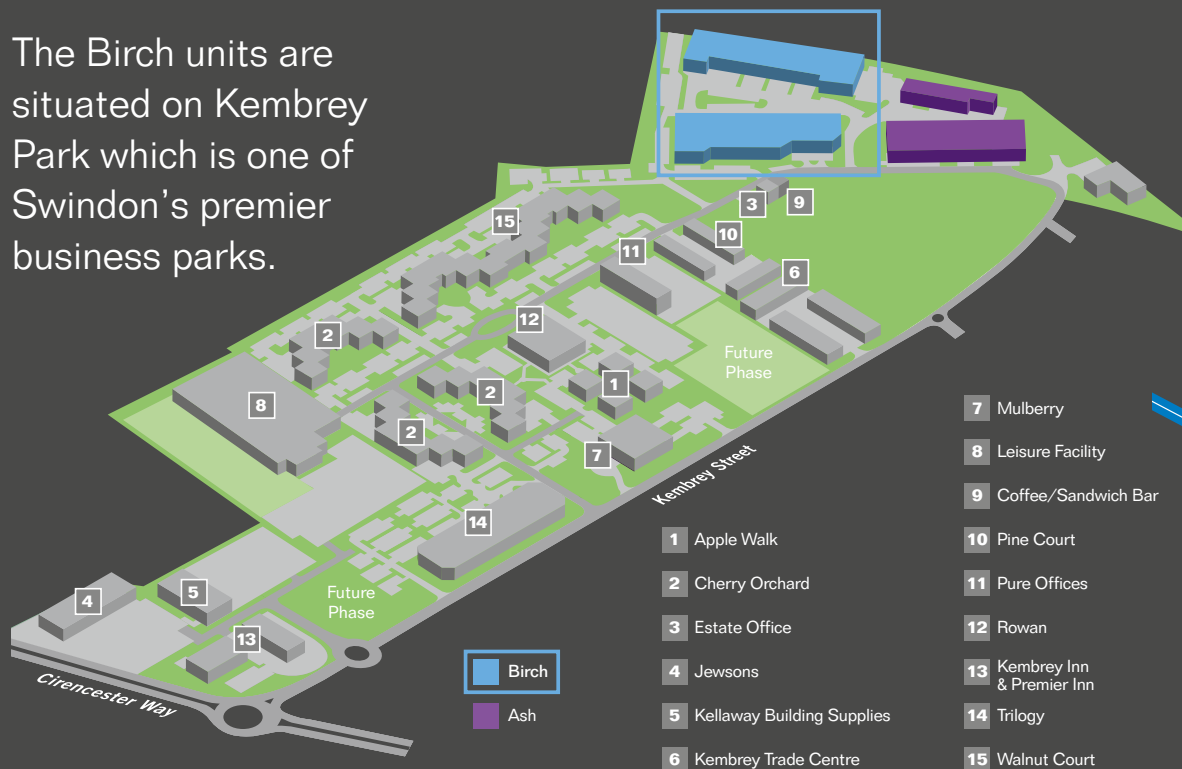 The Birch units are
situated on Kembrey
Park which is one of
Swindon's premier
business parks.
3
9
15
10
11
6
12
2
Future
Phase
1
2
8
2
7
Kembrey Street
14
Future
Phase
4
5
13
Cirencester Way
Birch
Ash
1 Apple Walk
2 Cherry Orchard
3 Estate Office
4 Jewsons
5 Kellaway Building Supplies
6 Kembrey Trade Centre
7 Mulberry
8 Leisure Facility
9 Coffee/Sandwich Bar
10 Pine Court
11 Pure Offices
12 Rowan
13 Kembrey Inn
& Premier Inn
14 Trilogy
15 Walnut Court